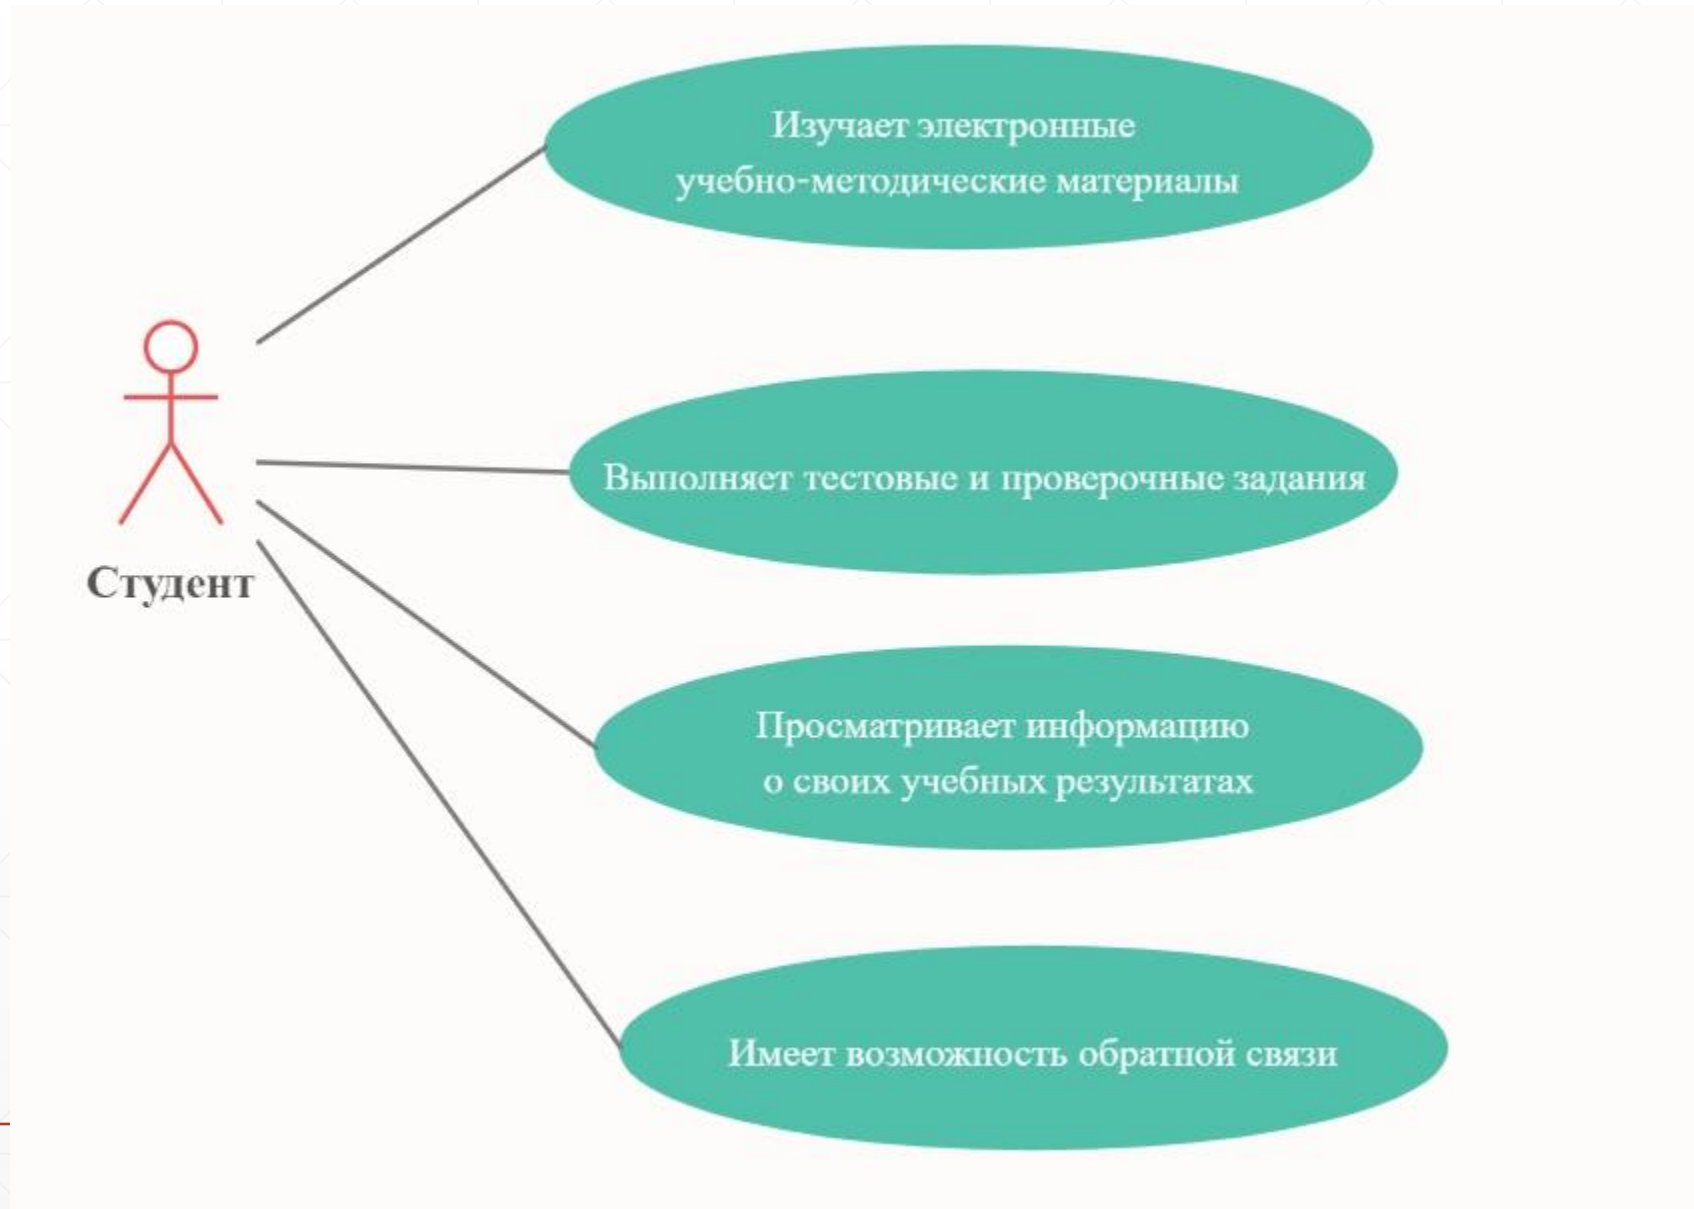 Изучает электронные
учебно-методические материалы
Выполняет тестовые и проверочные задания
Студент
Просматривает информацию
о своих учебных результатах
Имеет возможность обратной связи